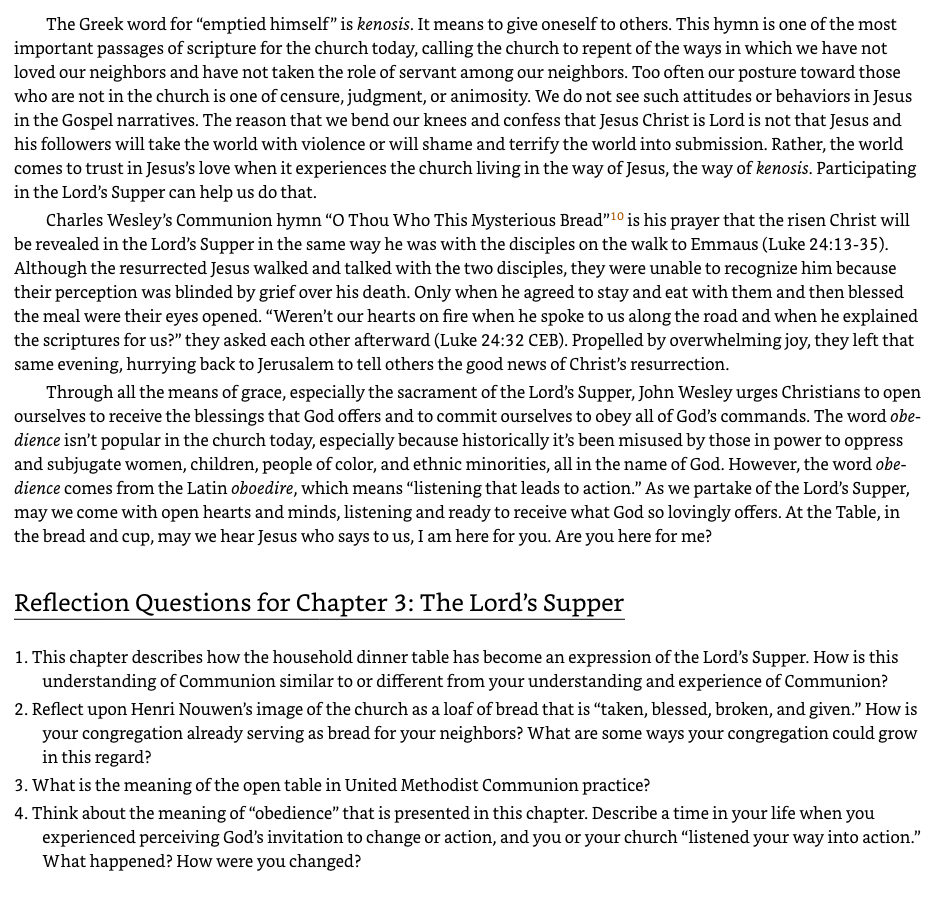 The Greek word for “emptied himself” is kenosis. It means to give oneself to others. This hymn is one of the most
important passages of scripture for the church today, calling the church to repent of the ways in which we have not
loved our neighbors and have not taken the role of servant among our neighbors. Too often our posture toward those
who are not in the church is one of censure, judgment, or animosity. We do not see such attitudes or behaviors in Jesus
in the Gospel narratives. The reason that we bend our knees and confess that Jesus Christ is Lord is not that Jesus and
his followers will take the world with violence or will shame and terrify the world into submission. Rather, the world
comes to trust in Jesus’s love when it experiences the church living in the way of Jesus, the way of kenosis. Participating
in the Lord’s Supper can help us do that.
Charles Wesley’s Communion hymn “O Thou Who This Mysterious Bread”10 is his prayer that the risen Christ will
be revealed in the Lord’s Supper in the same way he was with the disciples on the walk to Emmaus (Luke 24:13-35).
Although the resurrected Jesus walked and talked with the two disciples, they were unable to recognize him because
their perception was blinded by grief over his death. Only when he agreed to stay and eat with them and then blessed
the meal were their eyes opened. “Weren’t our hearts on fire when he spoke to us along the road and when he explained
the scriptures for us?” they asked each other afterward (Luke 24:32 CEB). Propelled by overwhelming joy, they left that
same evening, hurrying back to Jerusalem to tell others the good news of Christ’s resurrection.
Through all the means of grace, especially the sacrament of the Lord’s Supper, John Wesley urges Christians to open
ourselves to receive the blessings that God offers and to commit ourselves to obey all of God’s commands. The word obe-
dience isn’t popular in the church today, especially because historically it’s been misused by those in power to oppress
and subjugate women, children, people of color, and ethnic minorities, all in the name of God. However, the word obe-
dience comes from the Latin oboedire, which means “listening that leads to action.” As we partake of the Lord’s Supper,
may we come with open hearts and minds, listening and ready to receive what God so lovingly offers. At the Table, in
the bread and cup, may we hear Jesus who says to us, I am here for you. Are you here for me?
Reflection Questions for Chapter 3: The Lord’s Supper
1. This chapter describes how the household dinner table has become an expression of the Lord’s Supper. How is this
understanding of Communion similar to or different from your understanding and experience of Communion?
2. Reflect upon Henri Nouwen’s image of the church as a loaf of bread that is “taken, blessed, broken, and given.” How is
your congregation already serving as bread for your neighbors? What are some ways your congregation could grow
in this regard?
3. What is the meaning of the open table in United Methodist Communion practice?
4. Think about the meaning of “obedience” that is presented in this chapter. Describe a time in your life when you
experienced perceiving God’s invitation to change or action, and you or your church “listened your way into action.”
What happened? How were you changed?